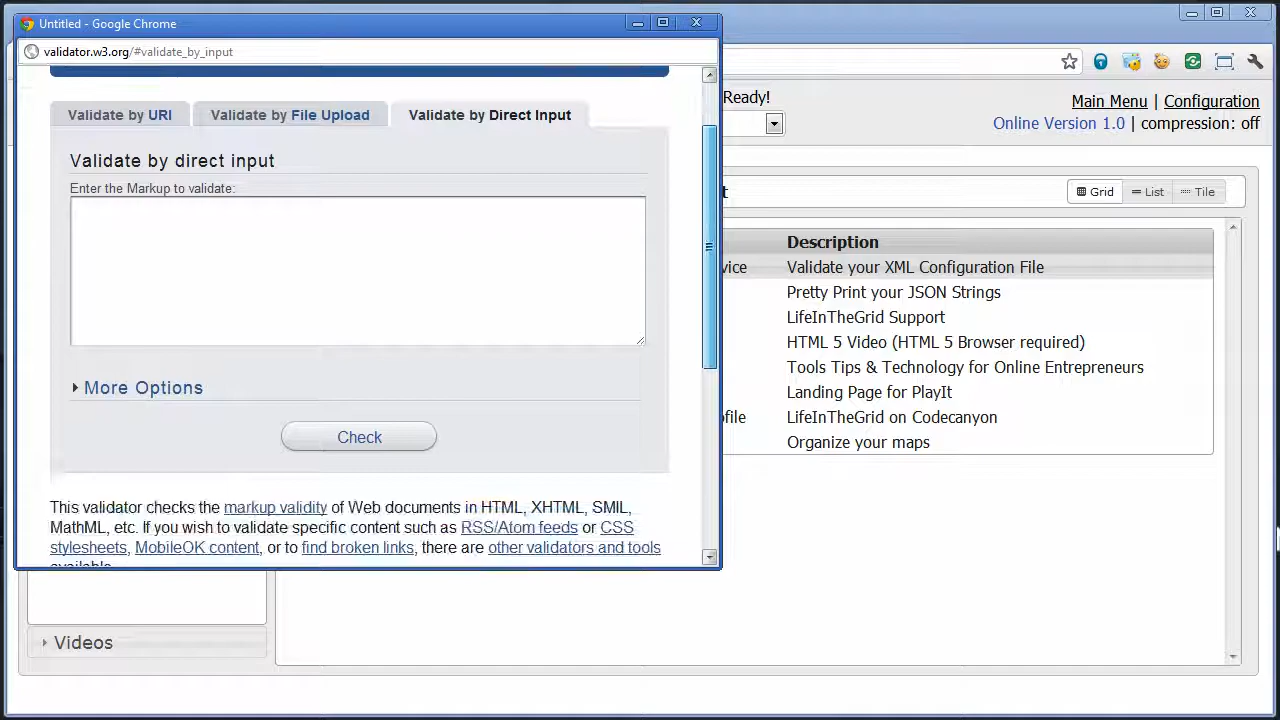 Untitled - Google Chrome
validator.w3.org/#validate_by_input
Validate by URI
Validate by File Upload
Validate by Direct Input
Validate by direct input
Enter the Markup to validate:
More Options
Check
This validator checks the markup validity of Web documents in HTML, XHTML, SMIL,
MathML, etc. If you wish to validate specific content such as RSS/Atom feeds or CSS
stylesheets, MobileOK content, or to find broken links, there are other validators and tools
available.
Ready!
Main Menu | Configuration
Online Version 1.0 | compression: off
t
Grid
List
Tile
Description
vice Validate your XML Configuration File
Pretty Print your JSON Strings
LifeInTheGrid Support
HTML 5 Video (HTML 5 Browser required)
Tools Tips & Technology for Online Entrepreneurs
Landing Page for PlayIt
ofile LifeInTheGrid on Codecanyon
Organize your maps
Videos